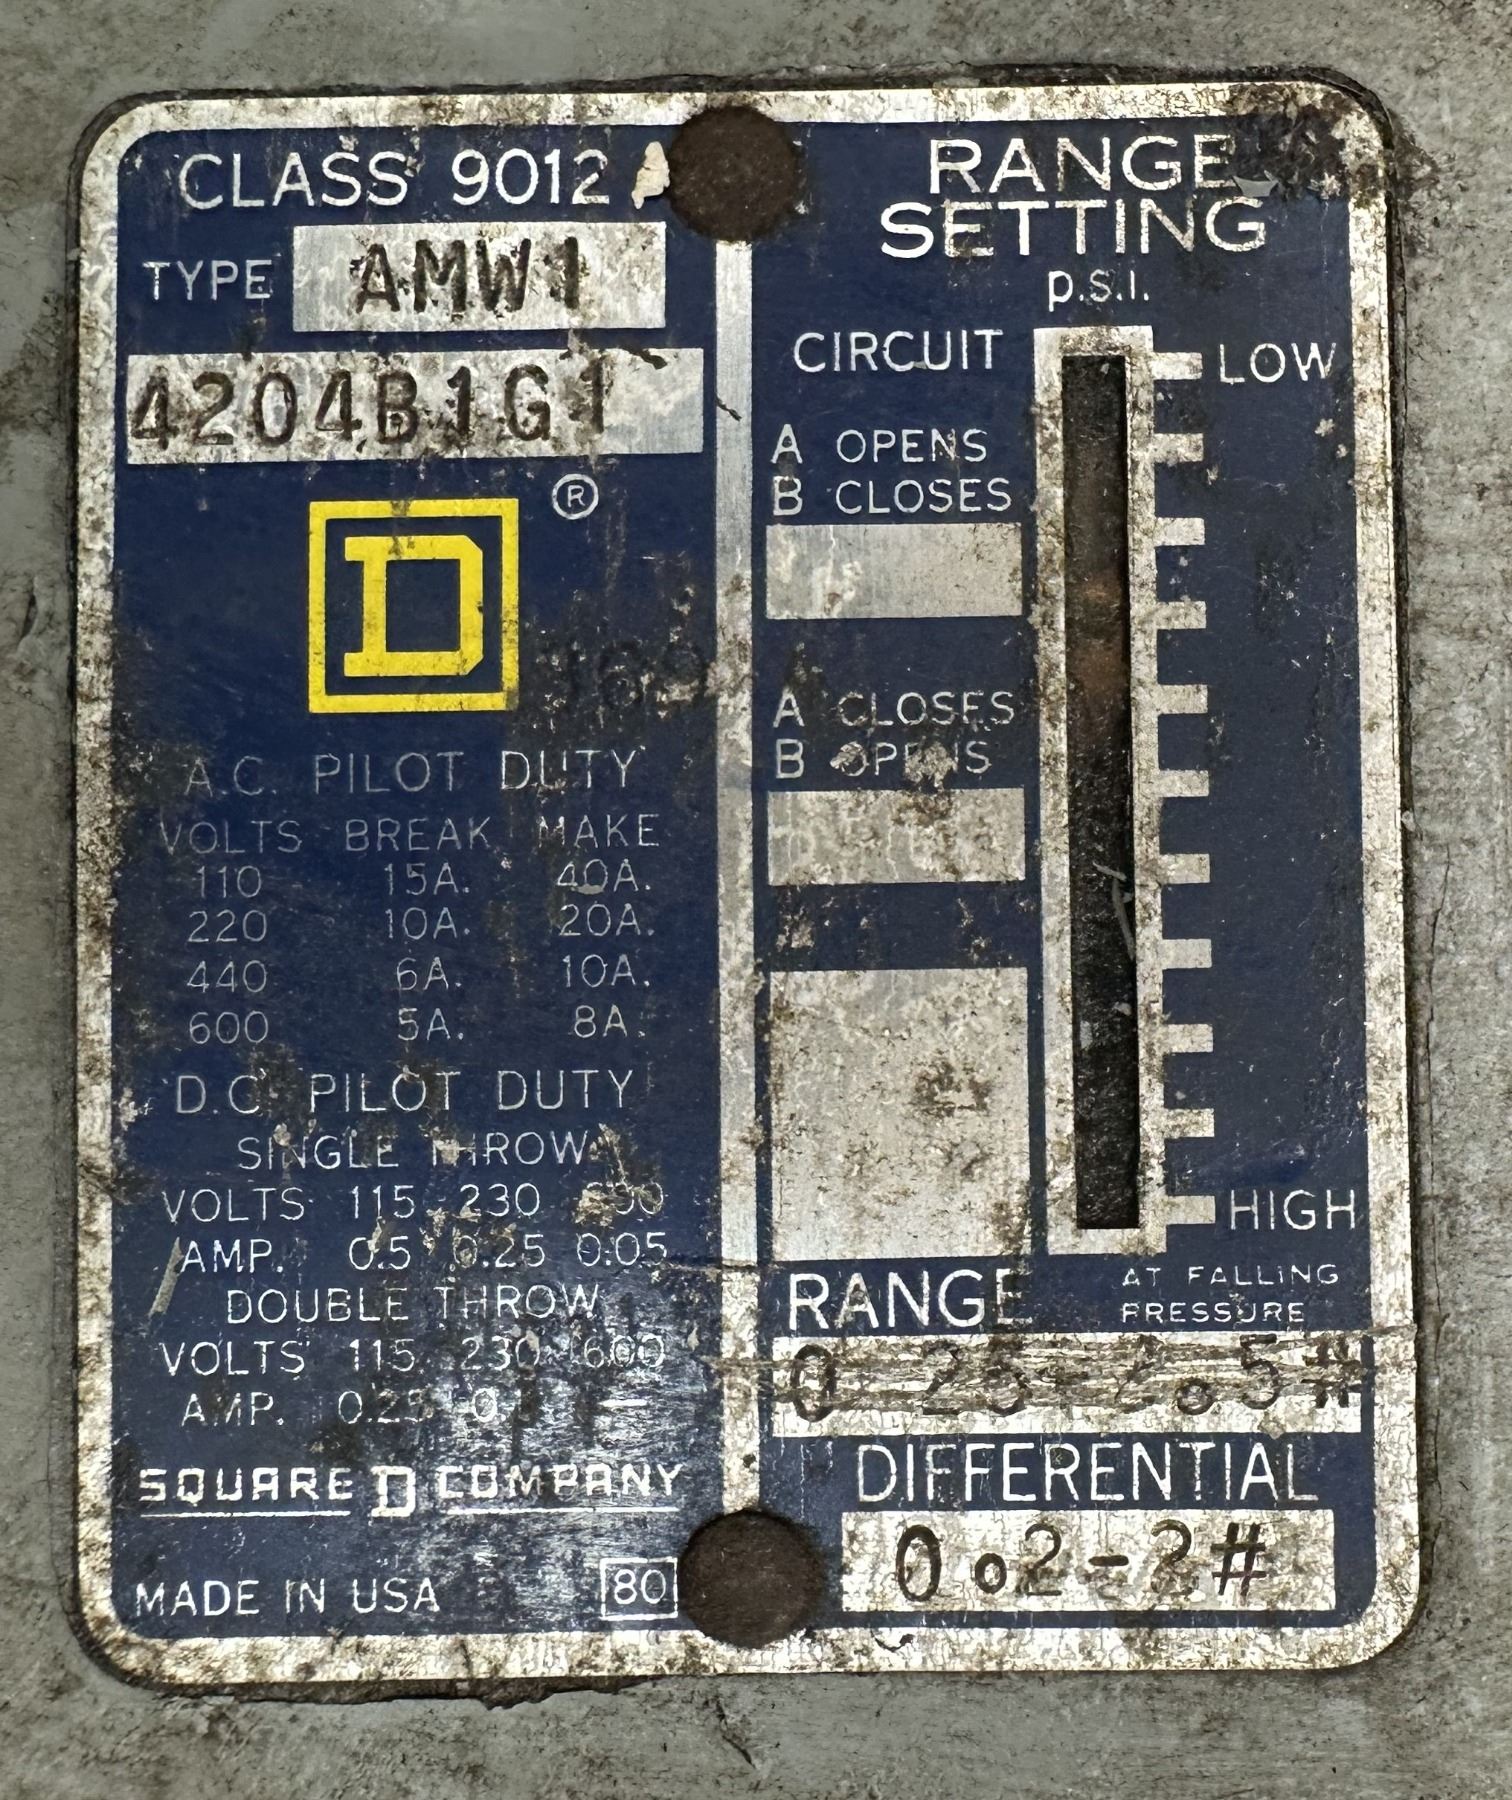 CLASS 9012
TYPE AMW1
4204B1G1
D ®
A.C. PILOT DUTY
VOLTS BREAK MAKE
110 15A. 40A.
220 10A. 20A.
440 6A. 10A.
600 5A. 8A.
D.C. PILOT DUTY
SINGLE THROW
VOLTS 115 230 600
AMP. 0.5 0.25 0.05
DOUBLE THROW
VOLTS 115 230 600
AMP. 0.25
SQUARE D COMPANY
MADE IN USA 80
RANGE
SETTING
p.s.i.
CIRCUIT LOW
A OPENS
B CLOSES
A CLOSES
B OPENS
HIGH
RANGE AT FALLING
PRESSURE
DIFFERENTIAL
0.2-2#